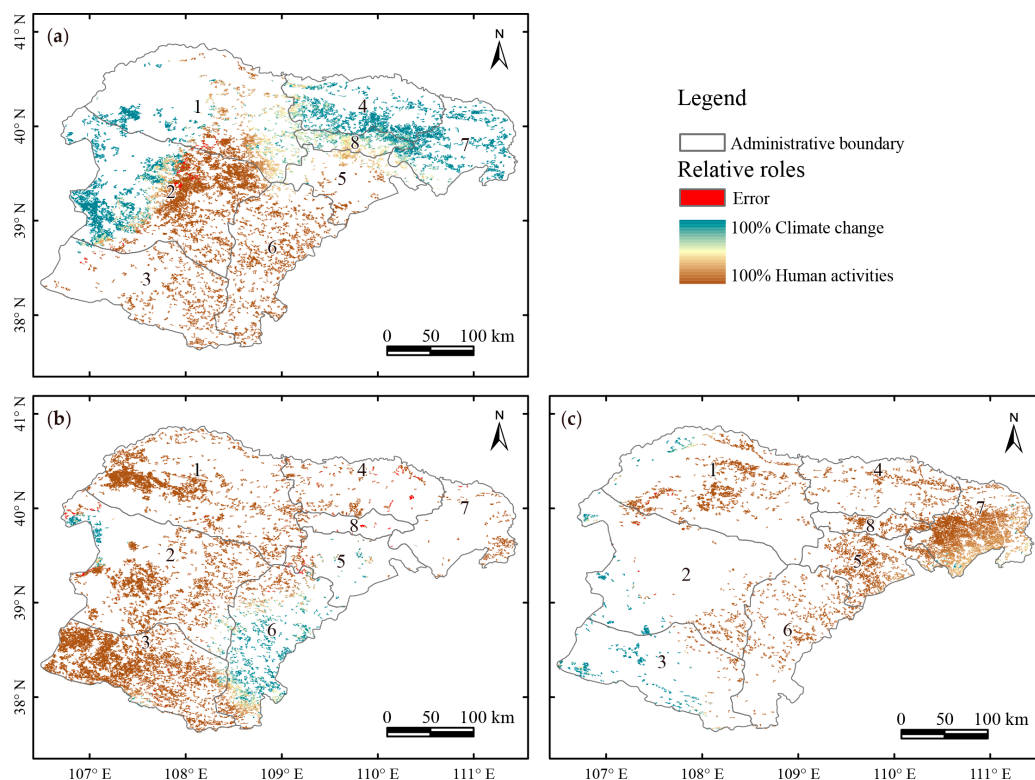 (a)
N
41° N
40° N
39° N
38° N
1
4
8
7
5
2
6
3
0 50 100 km
Legend
Administrative boundary
Relative roles
Error
100% Climate change
100% Human activities
(b)
N
41° N
40° N
39° N
38° N
1
4
7
8
2
5
6
3
0 50 100 km
107° E 108° E 109° E 110° E 111° E
(c)
N
1
4
7
8
5
2
6
3
0 50 100 km
107° E 108° E 109° E 110° E 111° E